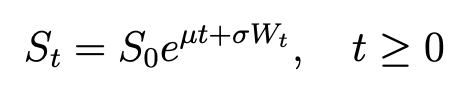 $S_t = S_0 e^{\mu t + \sigma W_t}, \quad t \geq 0$